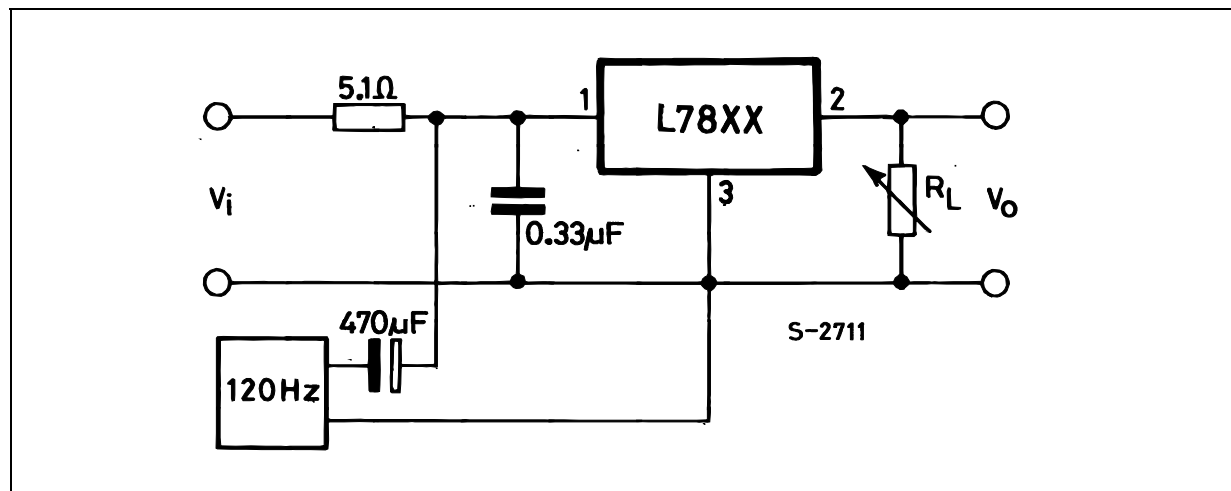 5.1Ω
1
L78XX
2
3
Vi
0.33µF
RL
Vo
470µF
S-2711
120Hz